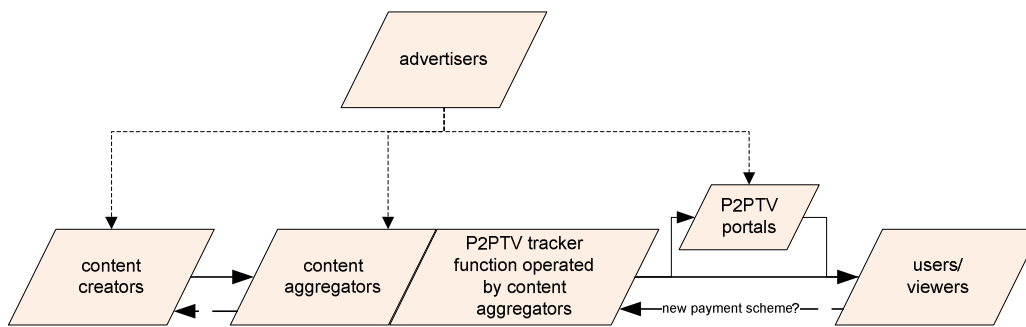 advertisers
P2PTV
portals
content
creators
content
aggregators
P2PTV tracker
function operated
by content
aggregators
users/
viewers
new payment scheme?